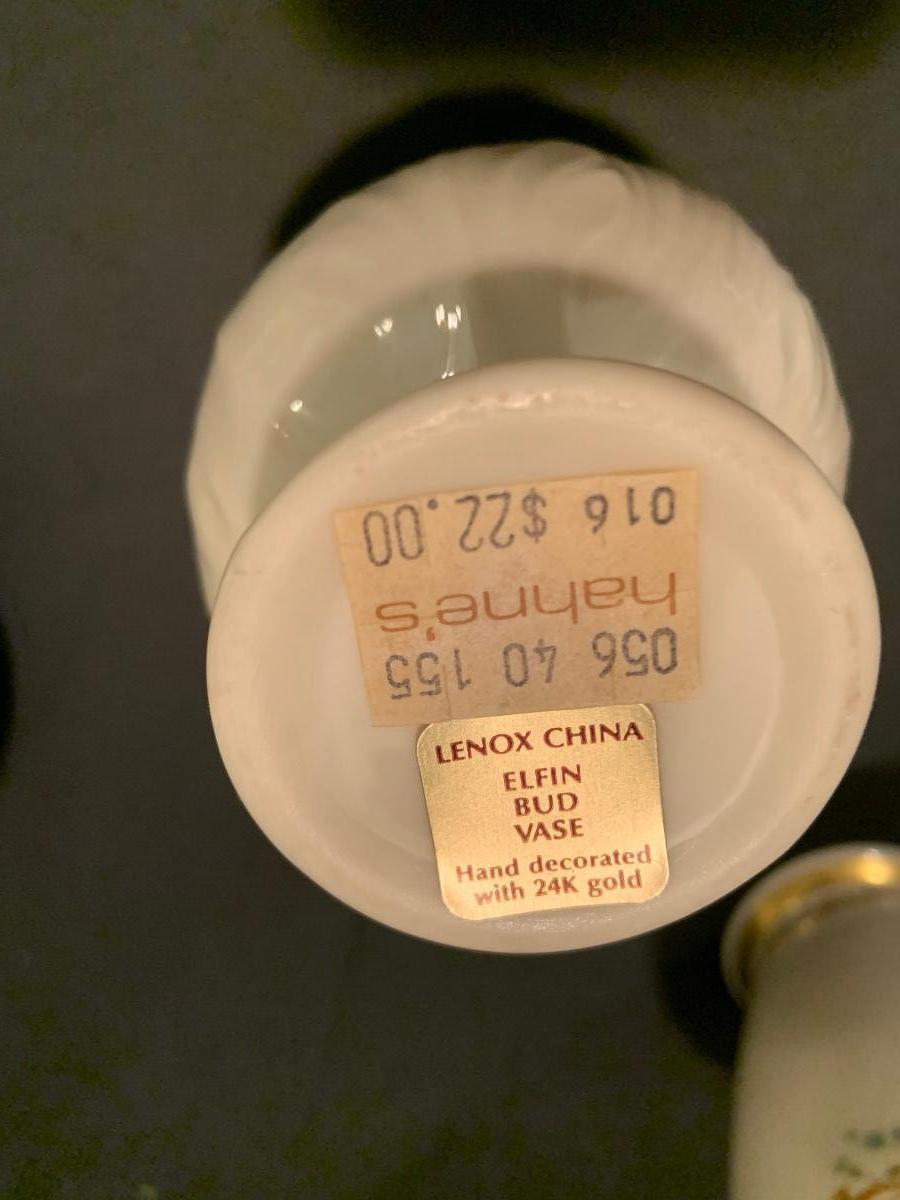 056 40 155
hahne's
016 $22.00
LENOX CHINA
ELFIN
BUD
VASE
Hand decorated
with 24K gold